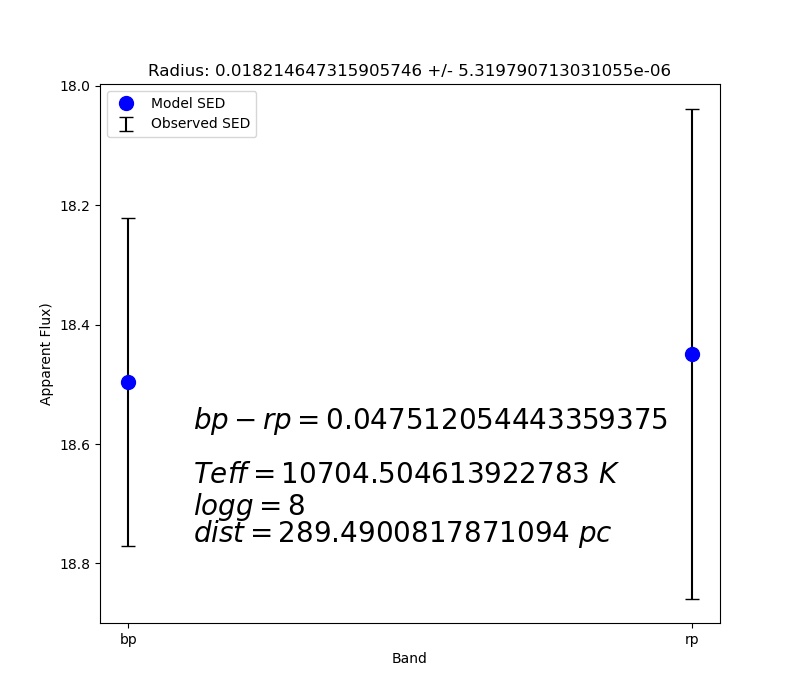 Radius: 0.018214647315905746 +/- 5.319790713031055e-06
Model SED
Observed SED
18.0
18.2
18.4
18.6
18.8
Apparent Flux)
bp − rp = 0.047512054443359375
Teff = 10704.504613922783 K
logg = 8
dist = 289.4900817871094 pc
bp
rp
Band